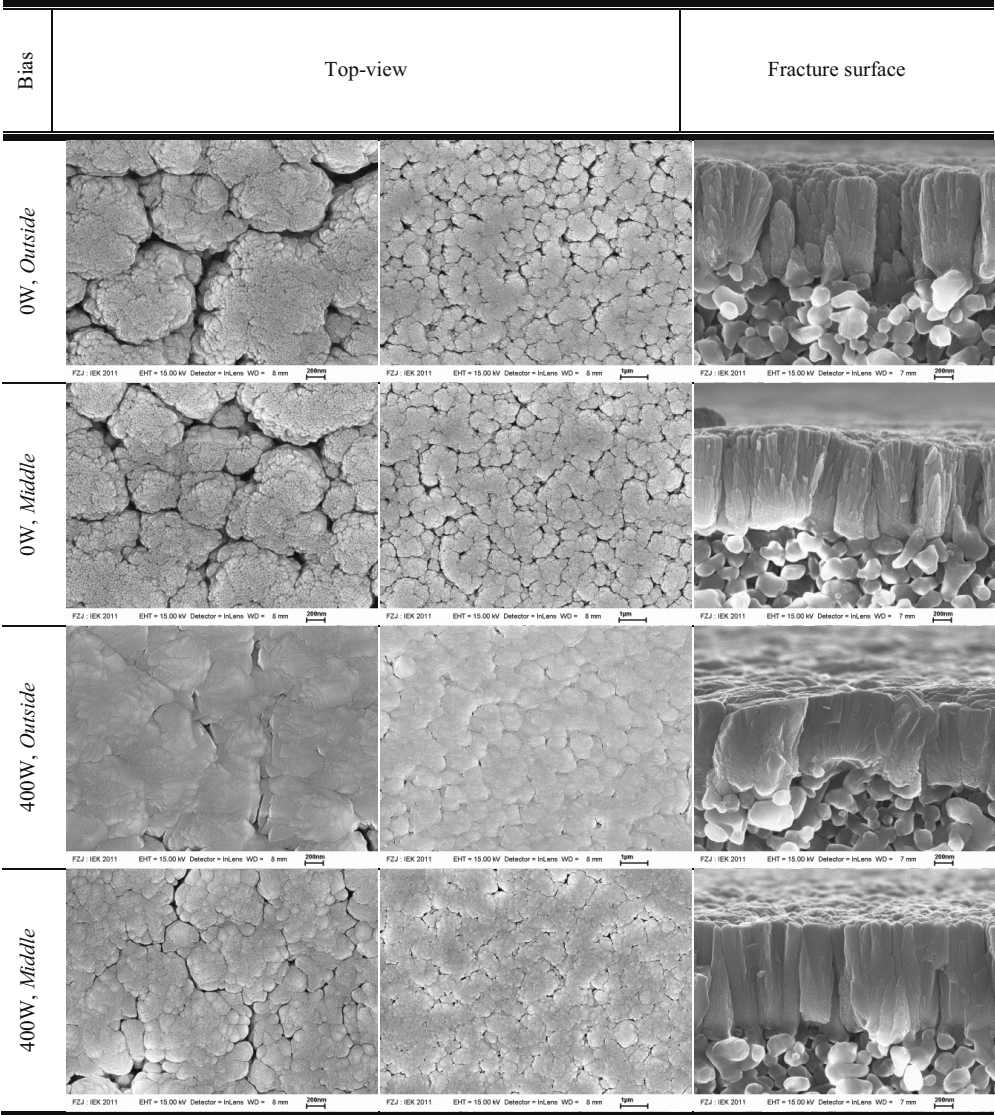 Bias
Top-view
Fracture surface
0W, Outside
FZJ : IEK 2011 EHT = 15.00 kV Detector = InLens WD = 8 mm 200nm
FZJ : IEK 2011 EHT = 15.00 kV Detector = InLens WD = 8 mm 1µm
FZJ : IEK 2011 EHT = 15.00 kV Detector = InLens WD = 7 mm 200nm
0W, Middle
FZJ : IEK 2011 EHT = 15.00 kV Detector = InLens WD = 8 mm 200nm
FZJ : IEK 2011 EHT = 15.00 kV Detector = InLens WD = 8 mm 1µm
FZJ : IEK 2011 EHT = 15.00 kV Detector = InLens WD = 7 mm 200nm
400W, Outside
FZJ : IEK 2011 EHT = 15.00 kV Detector = InLens WD = 8 mm 200nm
FZJ : IEK 2011 EHT = 15.00 kV Detector = InLens WD = 8 mm 1µm
FZJ : IEK 2011 EHT = 15.00 kV Detector = InLens WD = 7 mm 200nm
400W, Middle
FZJ : IEK 2011 EHT = 15.00 kV Detector = InLens WD = 8 mm 200nm
FZJ : IEK 2011 EHT = 15.00 kV Detector = InLens WD = 8 mm 1µm
FZJ : IEK 2011 EHT = 15.00 kV Detector = InLens WD = 7 mm 200nm